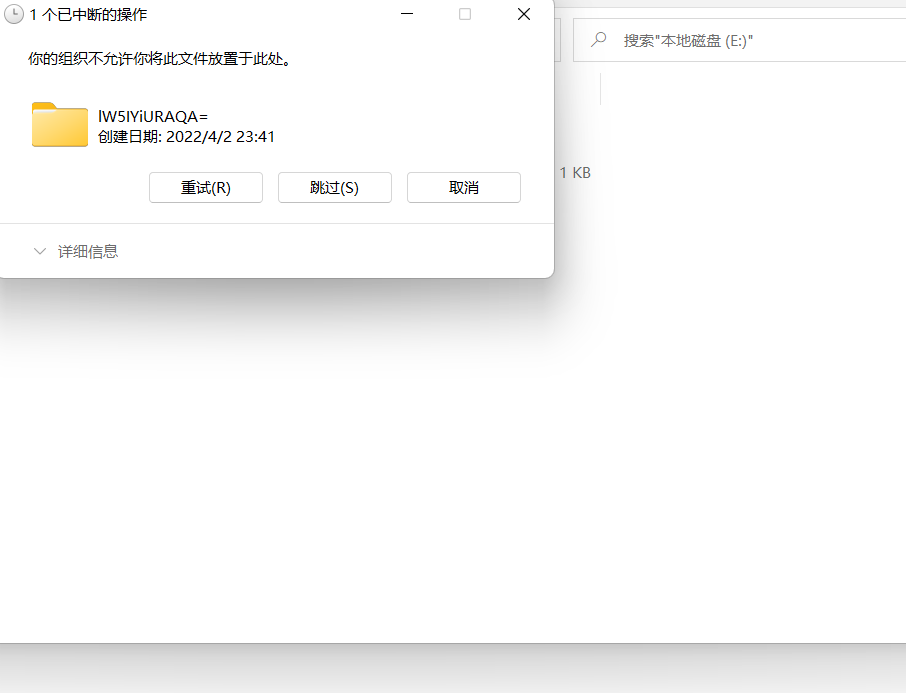 1 个已中断的操作
你的组织不允许你将此文件放置于此处。
lW5IYiURAQA=
创建日期: 2022/4/2 23:41
重试(R)
跳过(S)
取消
详细信息
搜索"本地磁盘 (E:)"
1 KB